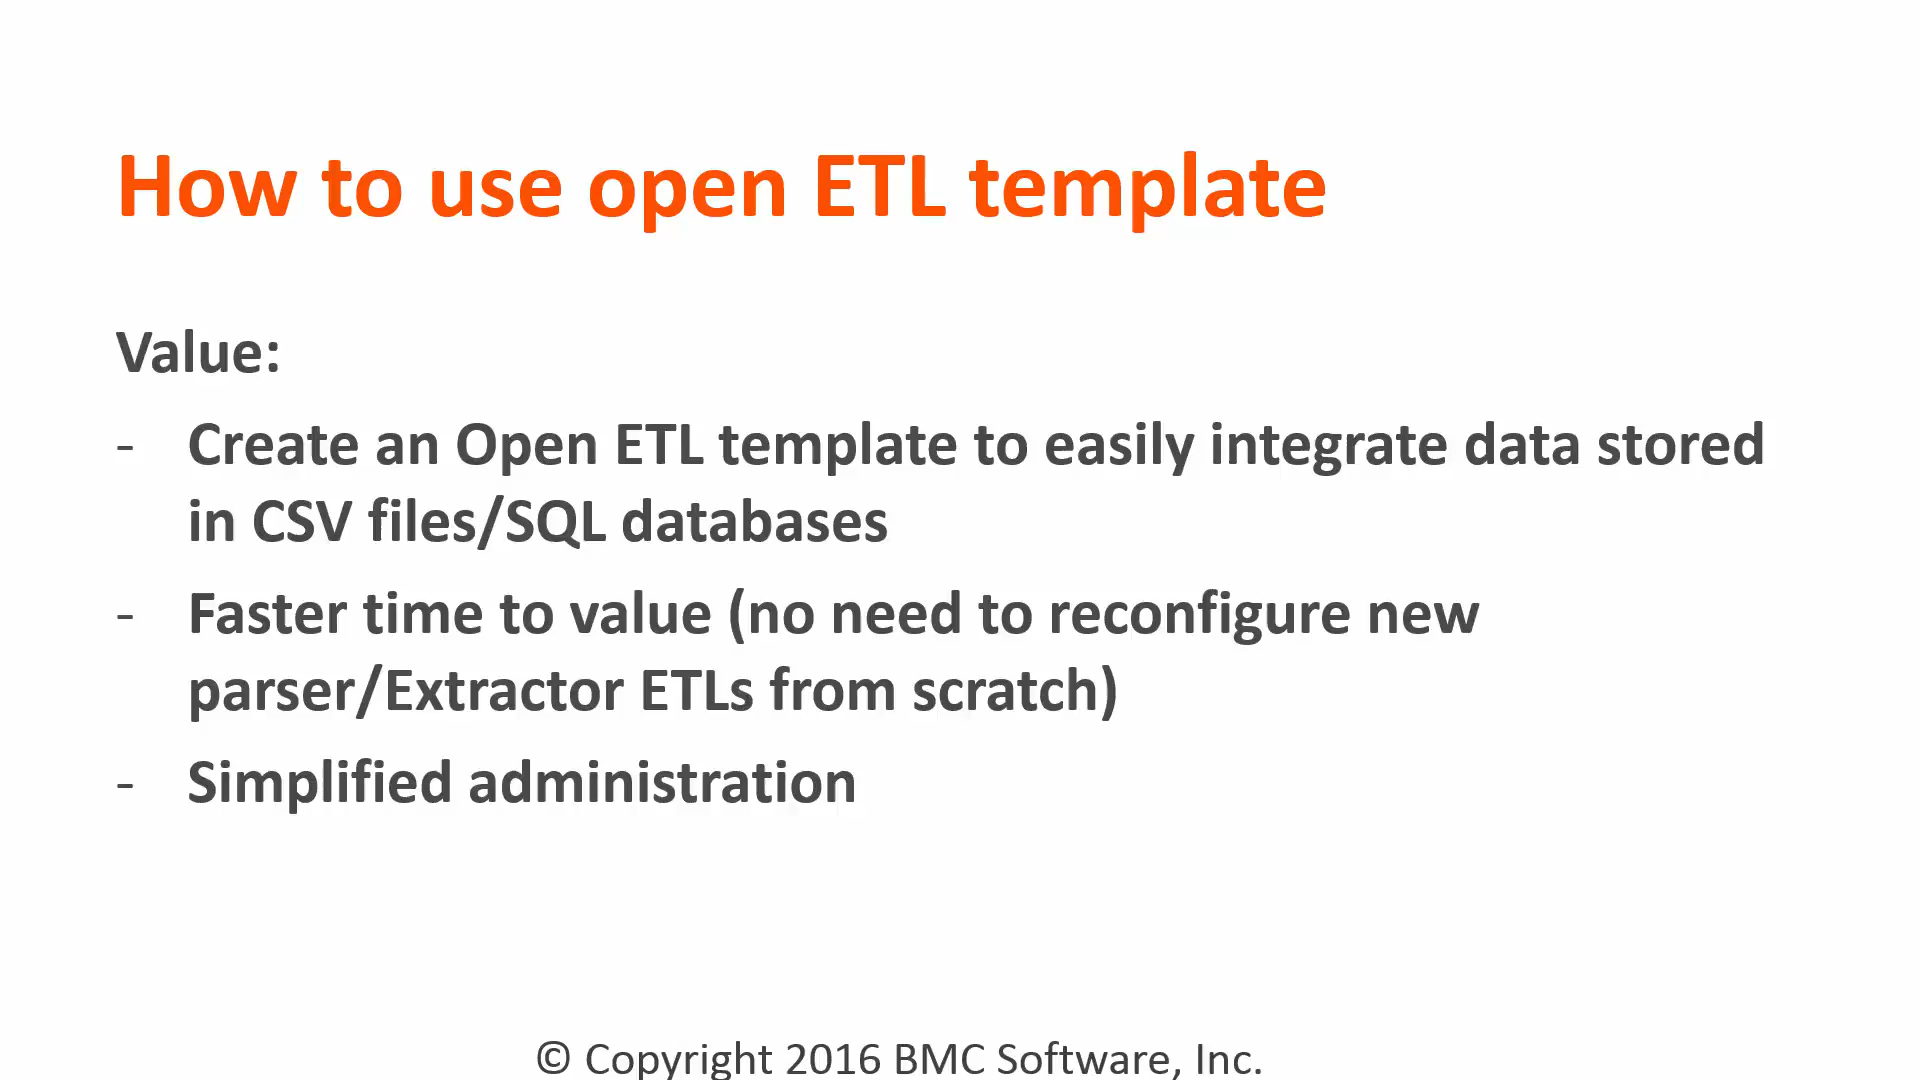 How to use open ETL template
Value:
- Create an Open ETL template to easily integrate data stored
in CSV files/SQL databases
- Faster time to value (no need to reconfigure new
parser/Extractor ETLs from scratch)
- Simplified administration
© Copyright 2016 BMC Software, Inc.